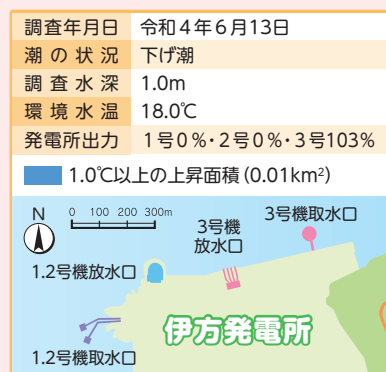 調査年月日 令和4年6月13日
潮の状況 下げ潮
調査水深 1.0m
環境水温 18.0℃
発電所出力 1号0%・2号0%・3号103%
1.0℃以上の上昇面積(0.01km²)
N 0 100 200 300m
3号機取水口
3号機
放水口
1.2号機放水口
伊方発電所
1.2号機取水口